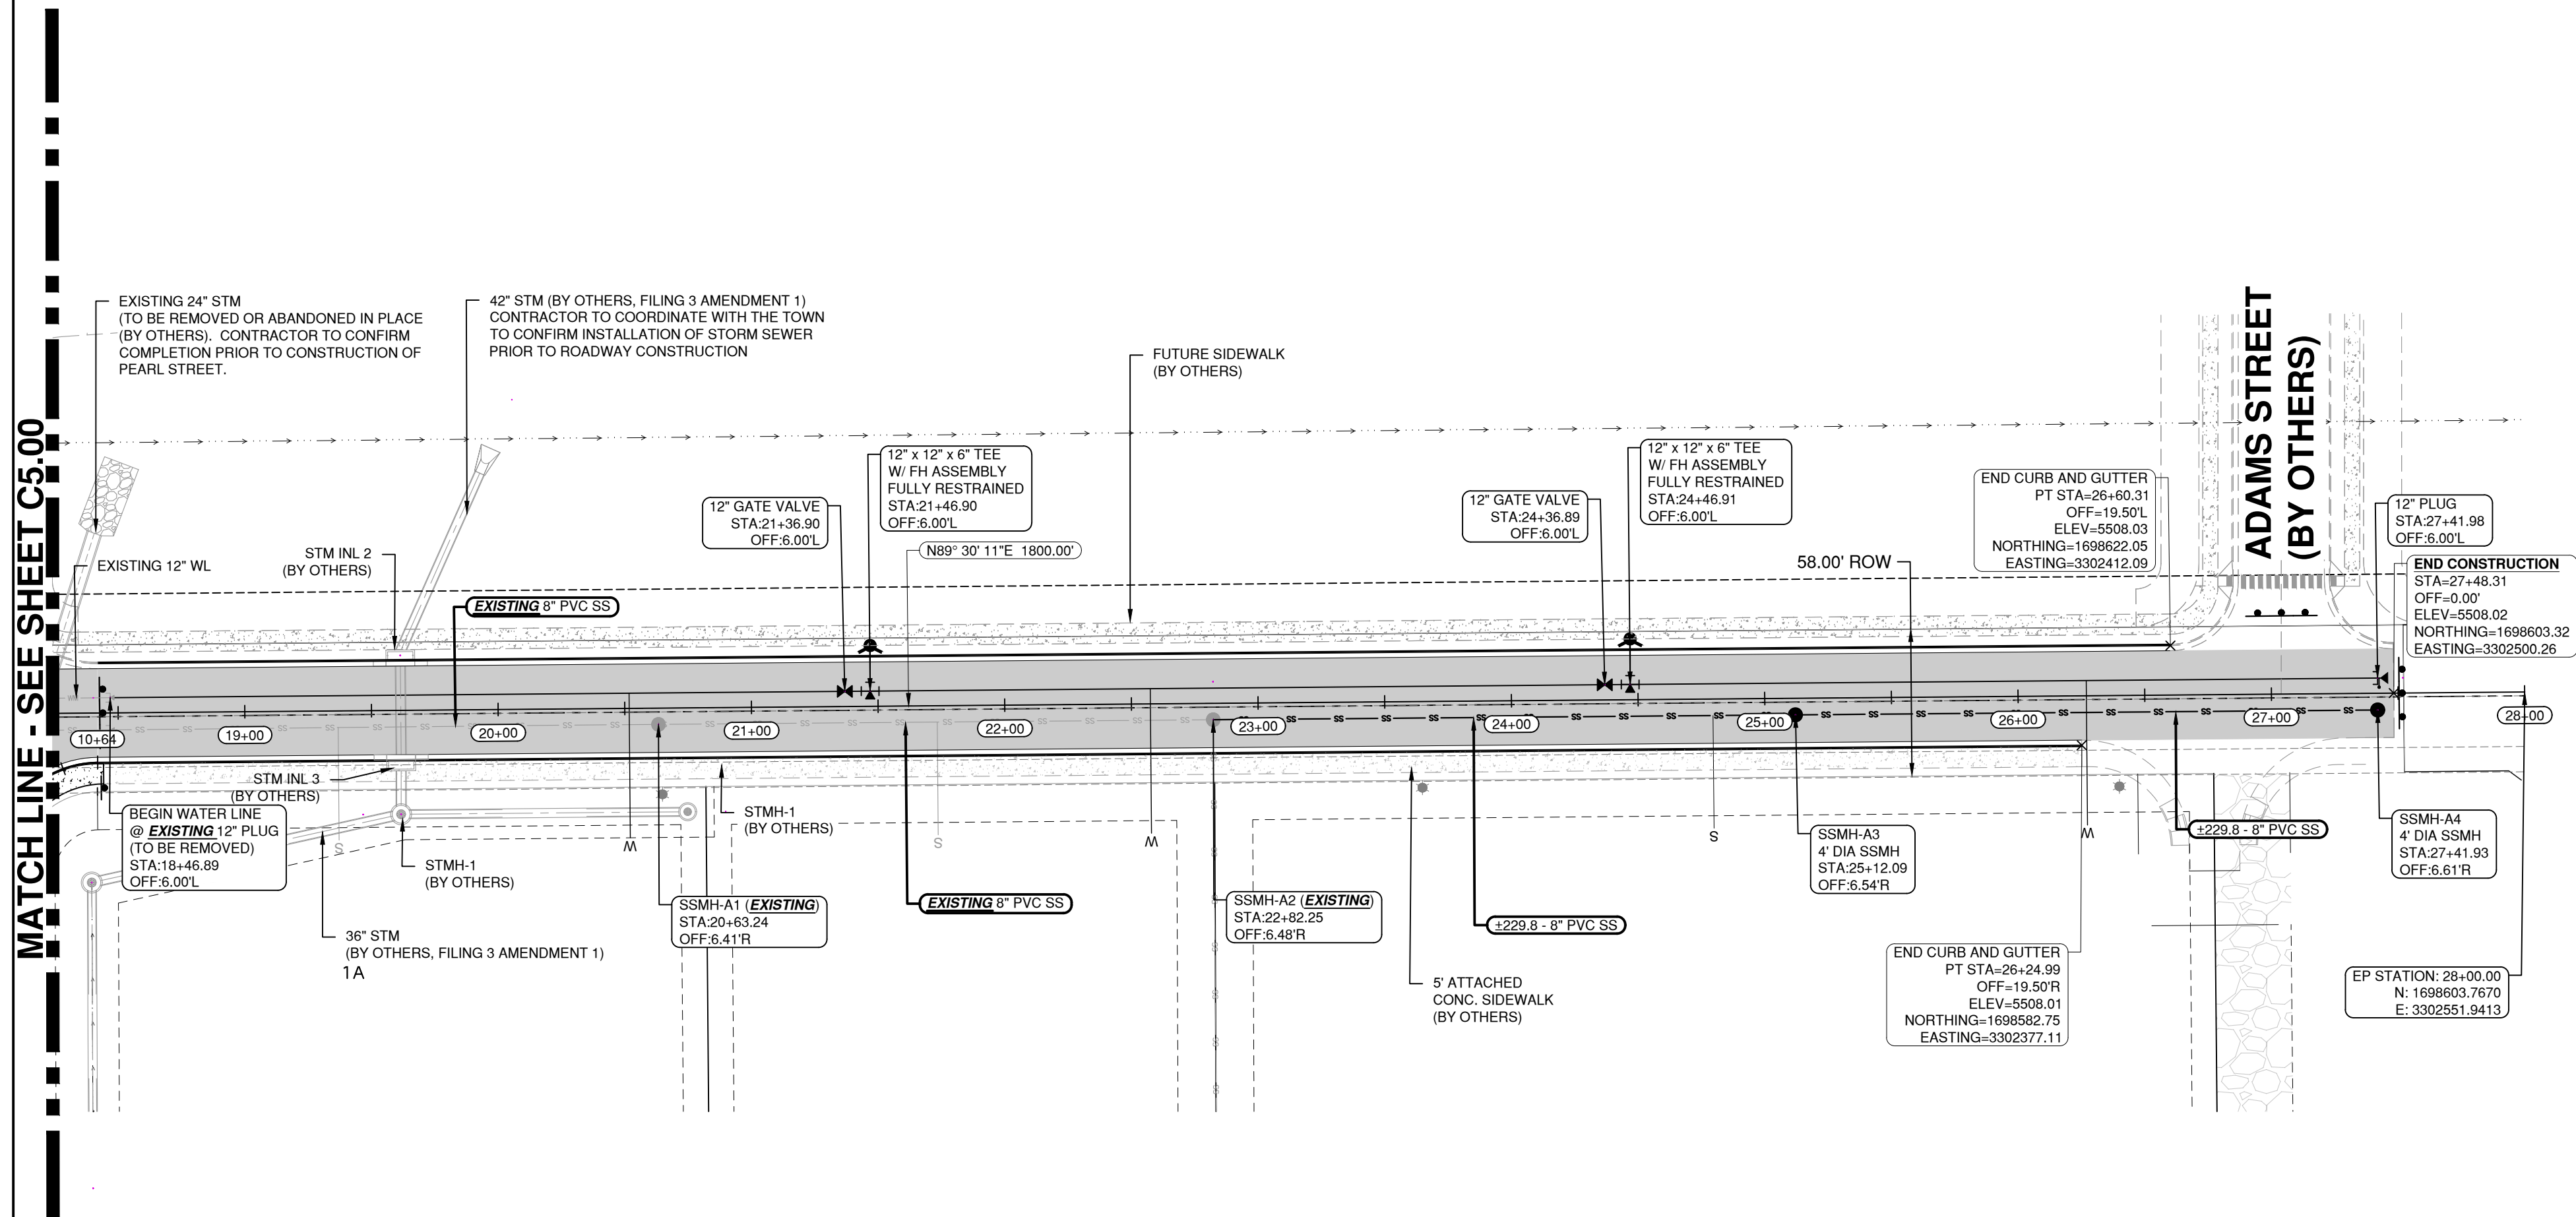 MATCH LINE - SEE SHEET C5.00
EXISTING 24" STM
(TO BE REMOVED OR ABANDONED IN PLACE
(BY OTHERS). CONTRACTOR TO CONFIRM
COMPLETION PRIOR TO CONSTRUCTION OF
PEARL STREET.
42" STM (BY OTHERS, FILING 3 AMENDMENT 1)
CONTRACTOR TO COORDINATE WITH THE TOWN
TO CONFIRM INSTALLATION OF STORM SEWER
PRIOR TO ROADWAY CONSTRUCTION
FUTURE SIDEWALK
(BY OTHERS)
ADAMS STREET
(BY OTHERS)
12" GATE VALVE
STA:21+36.90
OFF:6.00'L
12" x 12" x 6" TEE
W/ FH ASSEMBLY
FULLY RESTRAINED
STA:21+46.90
OFF:6.00'L
N89° 30' 11"E 1800.00'
12" GATE VALVE
STA:24+36.89
OFF:6.00'L
12" x 12" x 6" TEE
W/ FH ASSEMBLY
FULLY RESTRAINED
STA:24+46.91
OFF:6.00'L
58.00' ROW
END CURB AND GUTTER
PT STA=26+60.31
OFF=19.50'L
ELEV=5508.03
NORTHING=1698622.05
EASTING=3302412.09
12" PLUG
STA:27+41.98
OFF:6.00'L
END CONSTRUCTION
STA=27+48.31
OFF=0.00'
ELEV=5508.02
NORTHING=1698603.32
EASTING=3302500.26
EXISTING 12" WL
STM INL 2
(BY OTHERS)
EXISTING 8" PVC SS
10+64
19+00
20+00
21+00
22+00
23+00
24+00
25+00
26+00
27+00
28+00
SS SS SS SS SS SS SS SS SS SS SS SS SS SS SS
STM INL 3
(BY OTHERS)
BEGIN WATER LINE
@ EXISTING 12" PLUG
(TO BE REMOVED)
STA:18+46.89
OFF:6.00'L
S
W
S
W
S
W
STMH-1
(BY OTHERS)
STMH-1
(BY OTHERS)
36" STM
(BY OTHERS, FILING 3 AMENDMENT 1)
1A
SSMH-A1 (EXISTING)
STA:20+63.24
OFF:6.41'R
EXISTING 8" PVC SS
SSMH-A2 (EXISTING)
STA:22+82.25
OFF:6.48'R
±229.8 - 8" PVC SS
5' ATTACHED
CONC. SIDEWALK
(BY OTHERS)
SSMH-A3
4' DIA SSMH
STA:25+12.09
OFF:6.54'R
END CURB AND GUTTER
PT STA=26+24.99
OFF=19.50'R
ELEV=5508.01
NORTHING=1698582.75
EASTING=3302377.11
±229.8 - 8" PVC SS
SSMH-A4
4' DIA SSMH
STA:27+41.93
OFF:6.61'R
EP STATION: 28+00.00
N: 1698603.7670
E: 3302551.9413